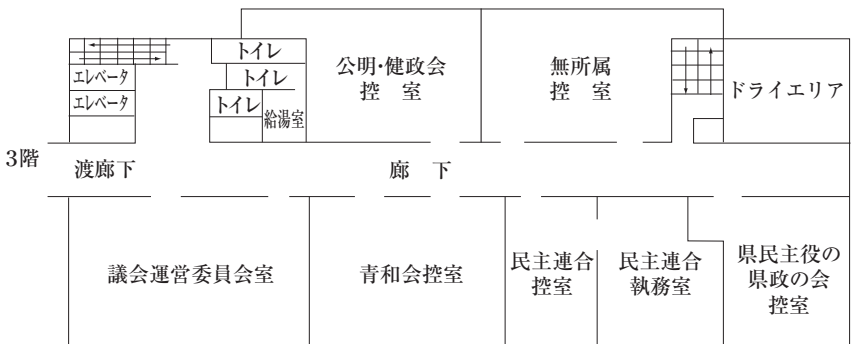 トイレ
エレベータ
トイレ
エレベータ
トイレ
給湯室
公明・健政会
控　室
無所属
控　室
ドライエリア
3階
渡廊下
廊　下
議会運営委員会室
青和会控室
民主連合
控室
民主連合
執務室
県民主役の
県政の会
控室